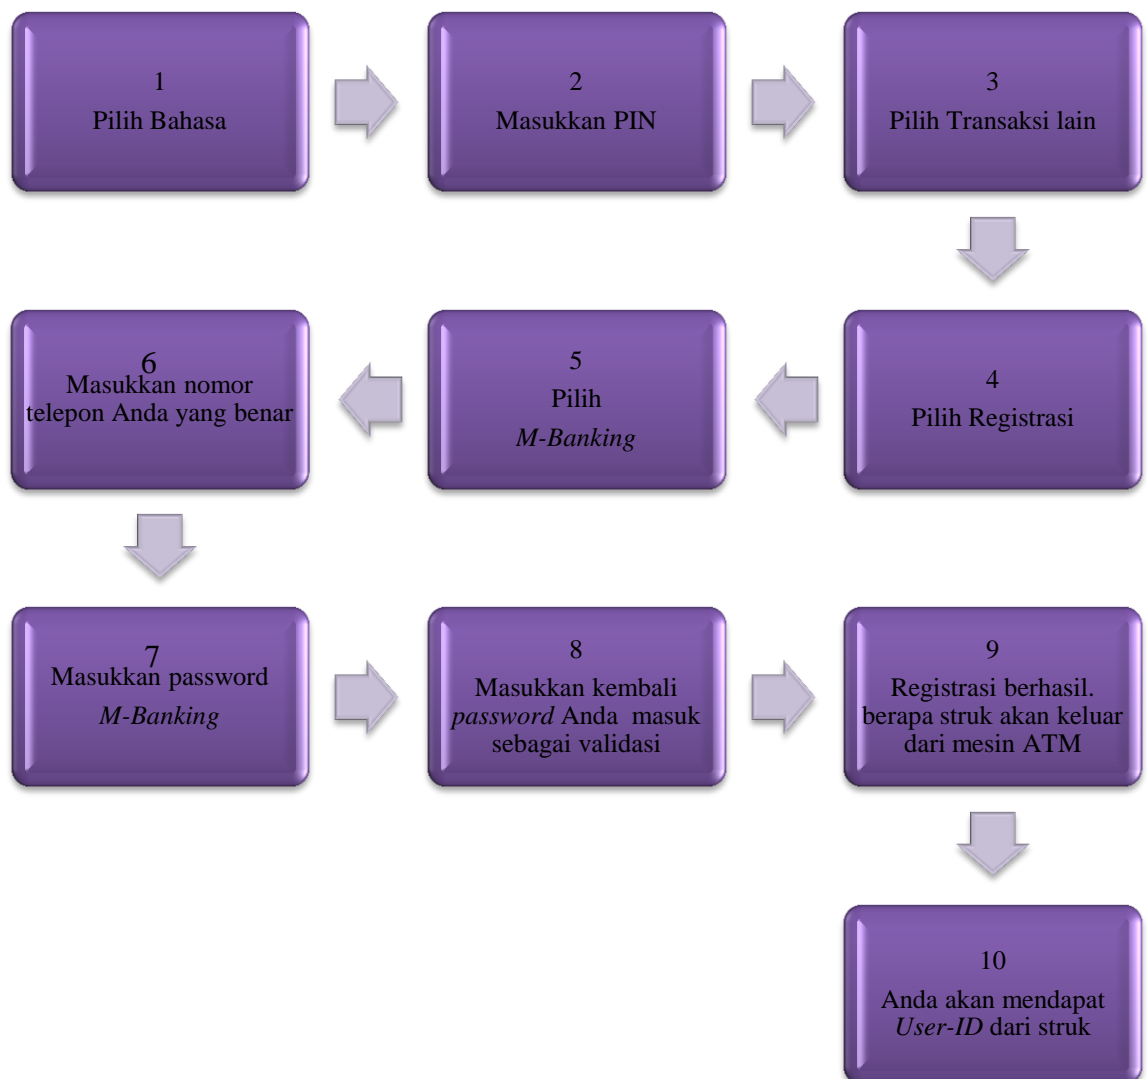 1
Pilih Bahasa
2
Masukkan PIN
3
Pilih Transaksi lain
4
Pilih Registrasi
5
Pilih
M-Banking
6
Masukkan nomor
telepon Anda yang benar
7
Masukkan password
M-Banking
8
Masukkan kembali
password Anda masuk
sebagai validasi
9
Registrasi berhasil.
berapa struk akan keluar
dari mesin ATM
10
Anda akan mendapat
User-ID dari struk